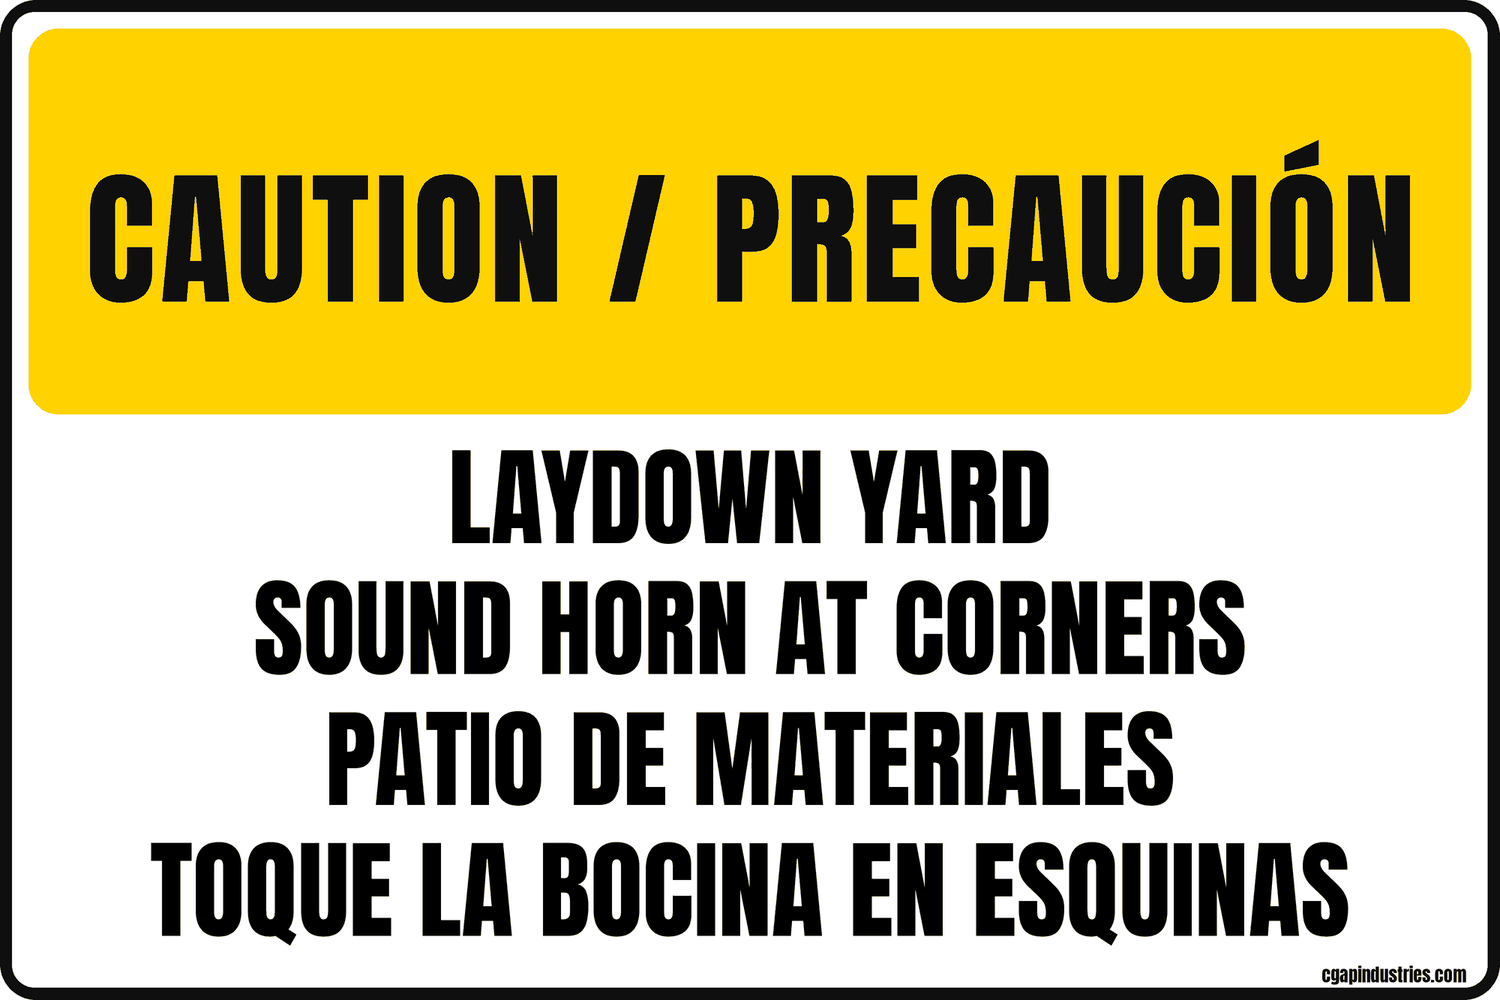 CAUTION / PRECAUCIÓN
LAYDOWN YARD
SOUND HORN AT CORNERS
PATIO DE MATERIALES
TOQUE LA BOCINA EN ESQUINAS
cgapindustries.com